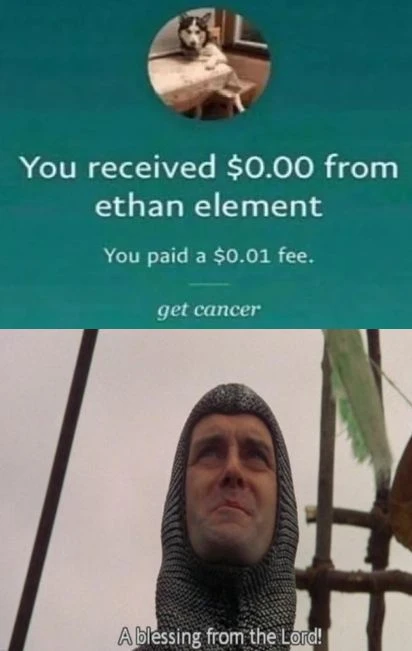 You received $0.00 from
ethan element
You paid a $0.01 fee.
get cancer
A blessing from the Lord!